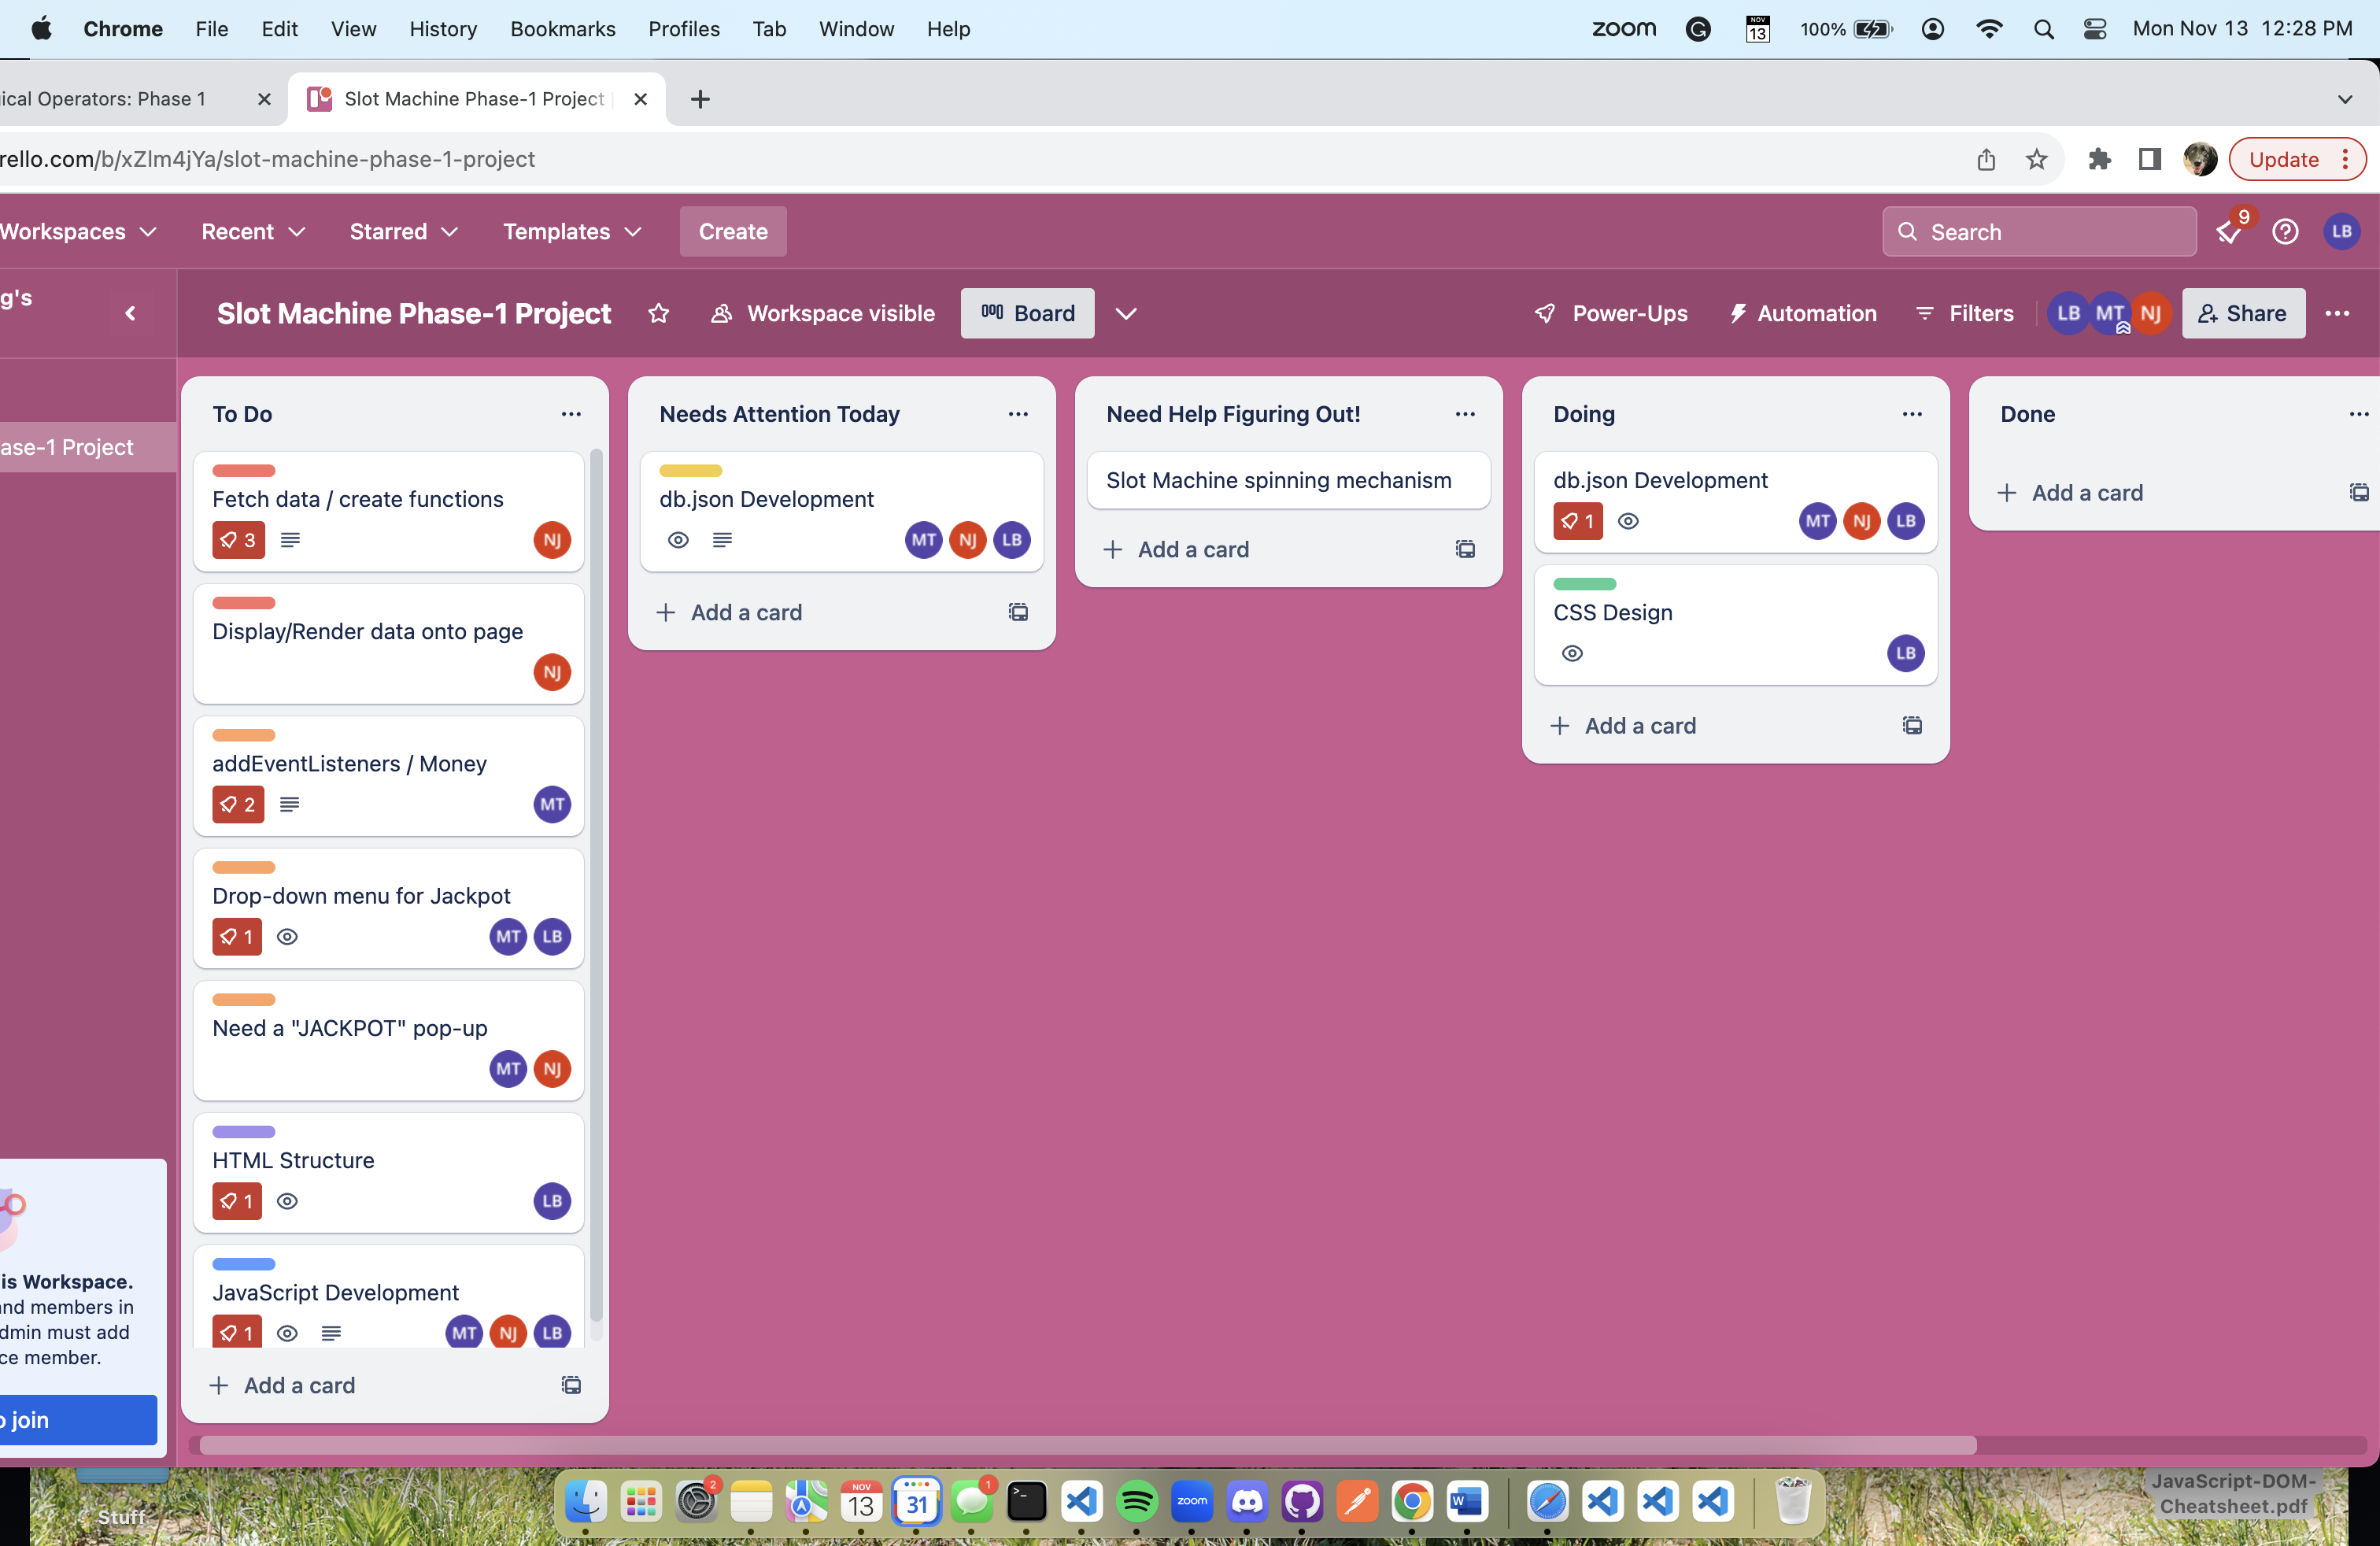 Chrome File Edit View History Bookmarks Profiles Tab Window Help zoom NOV 13 100% Mon Nov 13 12:28 PM
ical Operators: Phase 1 Slot Machine Phase-1 Project
rello.com/b/xZlm4jYa/slot-machine-phase-1-project Update
Workspaces Recent Starred Templates Create Search 9 LB
g's
Slot Machine Phase-1 Project Workspace visible Board Power-Ups Automation Filters LB MT NJ Share
ase-1 Project
To Do
Fetch data / create functions
3 NJ
Display/Render data onto page
NJ
addEventListeners / Money
2 MT
Drop-down menu for Jackpot
1 MT LB
Need a "JACKPOT" pop-up
MT NJ
HTML Structure
1 LB
JavaScript Development
1 MT NJ LB
Add a card
Needs Attention Today
db.json Development
MT NJ LB
Add a card
Need Help Figuring Out!
Slot Machine spinning mechanism
Add a card
Doing
db.json Development
1 MT NJ LB
CSS Design
LB
Add a card
Done
Add a card
is Workspace.
nd members in
dmin must add
ce member.
o join
Stuff
2 NOV 13 31 1 zoom W
JavaScript-DOM-
Cheatsheet.pdf